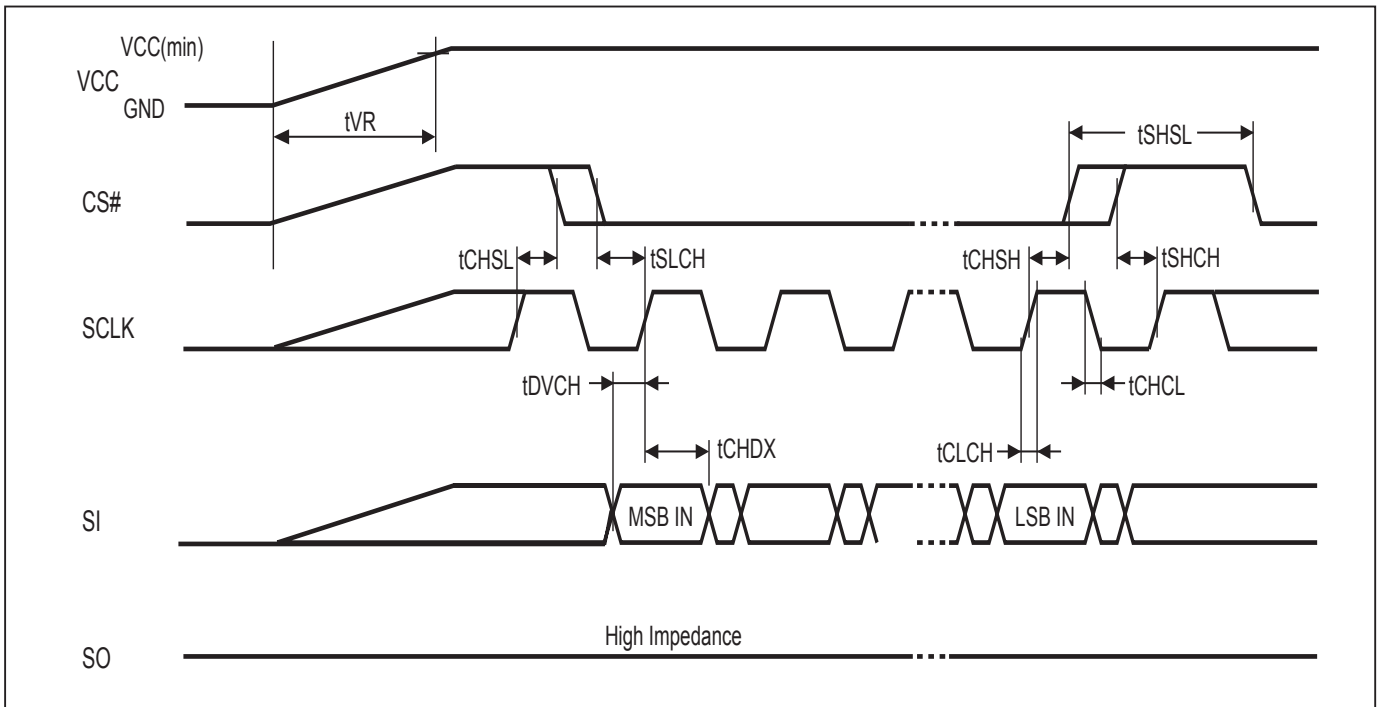 VCC(min)
VCC
GND
tVR
tSHSL
CS#
tCHSL
tSLCH
tCHSH
tSHCH
SCLK
tDVCH
tCHCL
tCHDX
tCLCH
SI
MSB IN
LSB IN
High Impedance
SO